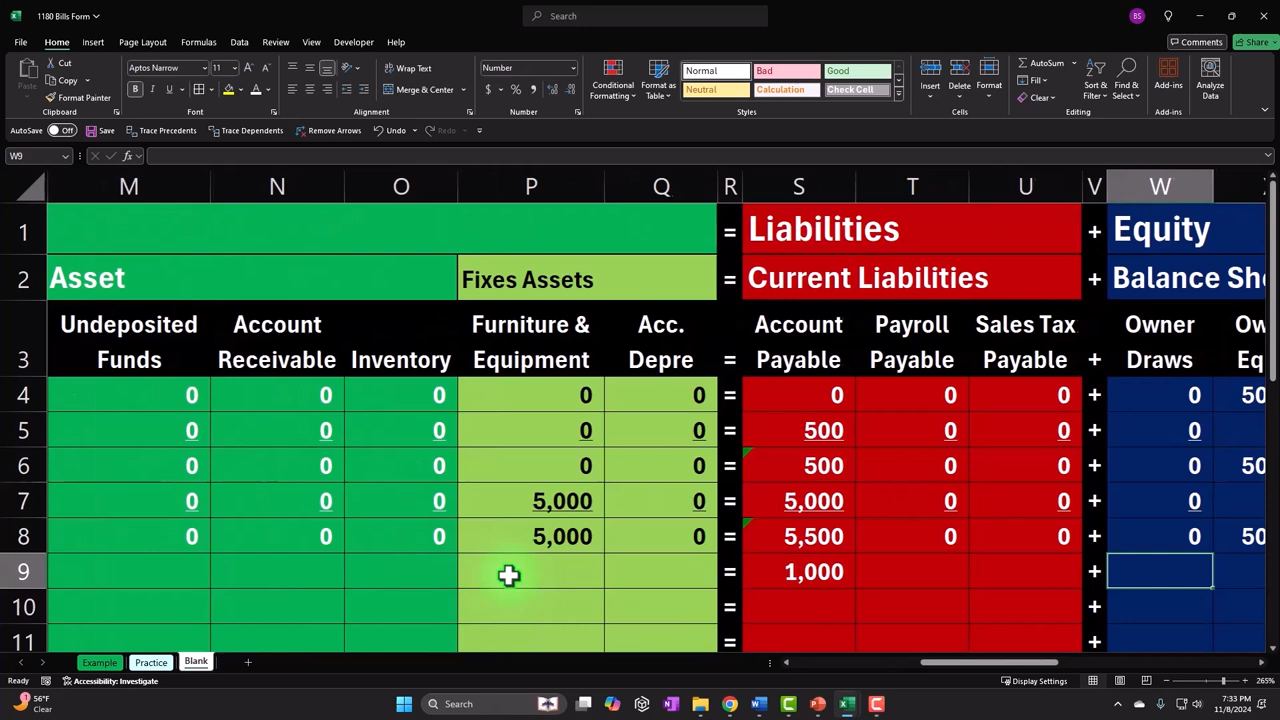 1180 Bills Form
Search
BS
File Home Insert Page Layout Formulas Data Review View Developer Help
Comments Share
Cut
Copy
Format Painter
Paste
Clipboard
Aptos Narrow 11
B I U
Font
Wrap Text
Merge & Center
Alignment
Number
$ % ,
Number
Conditional Formatting
Format as Table
Normal Bad Good
Neutral Calculation Check Cell
Styles
Insert Delete Format
Cells
AutoSum
Fill
Clear
Sort & Filter
Find & Select
Editing
Add-ins
Add-ins
Analyze Data
AutoSave Off Save Trace Precedents Trace Dependents Remove Arrows Undo Redo
W9 fx
M N O P Q R S T U V W
1 = Liabilities + Equity
2 Asset Fixes Assets = Current Liabilities + Balance Sh
Undeposited Account Furniture & Acc. Account Payroll Sales Tax Owner Ow
3 Funds Receivable Inventory Equipment Depre = Payable Payable Payable + Draws Eq
4 0 0 0 0 0 = 0 0 0 + 0 50
5 0 0 0 0 0 = 500 0 0 + 0
6 0 0 0 0 0 = 500 0 0 + 0 50
7 0 0 0 5,000 0 = 5,000 0 0 + 0
8 0 0 0 5,000 0 = 5,500 0 0 + 0 50
9 = 1,000 +
10 = +
11 = +
Example Practice Blank
Ready Accessibility: Investigate Display Settings 265%
1
56°F
Clear
Search
7:33 PM
11/8/2024